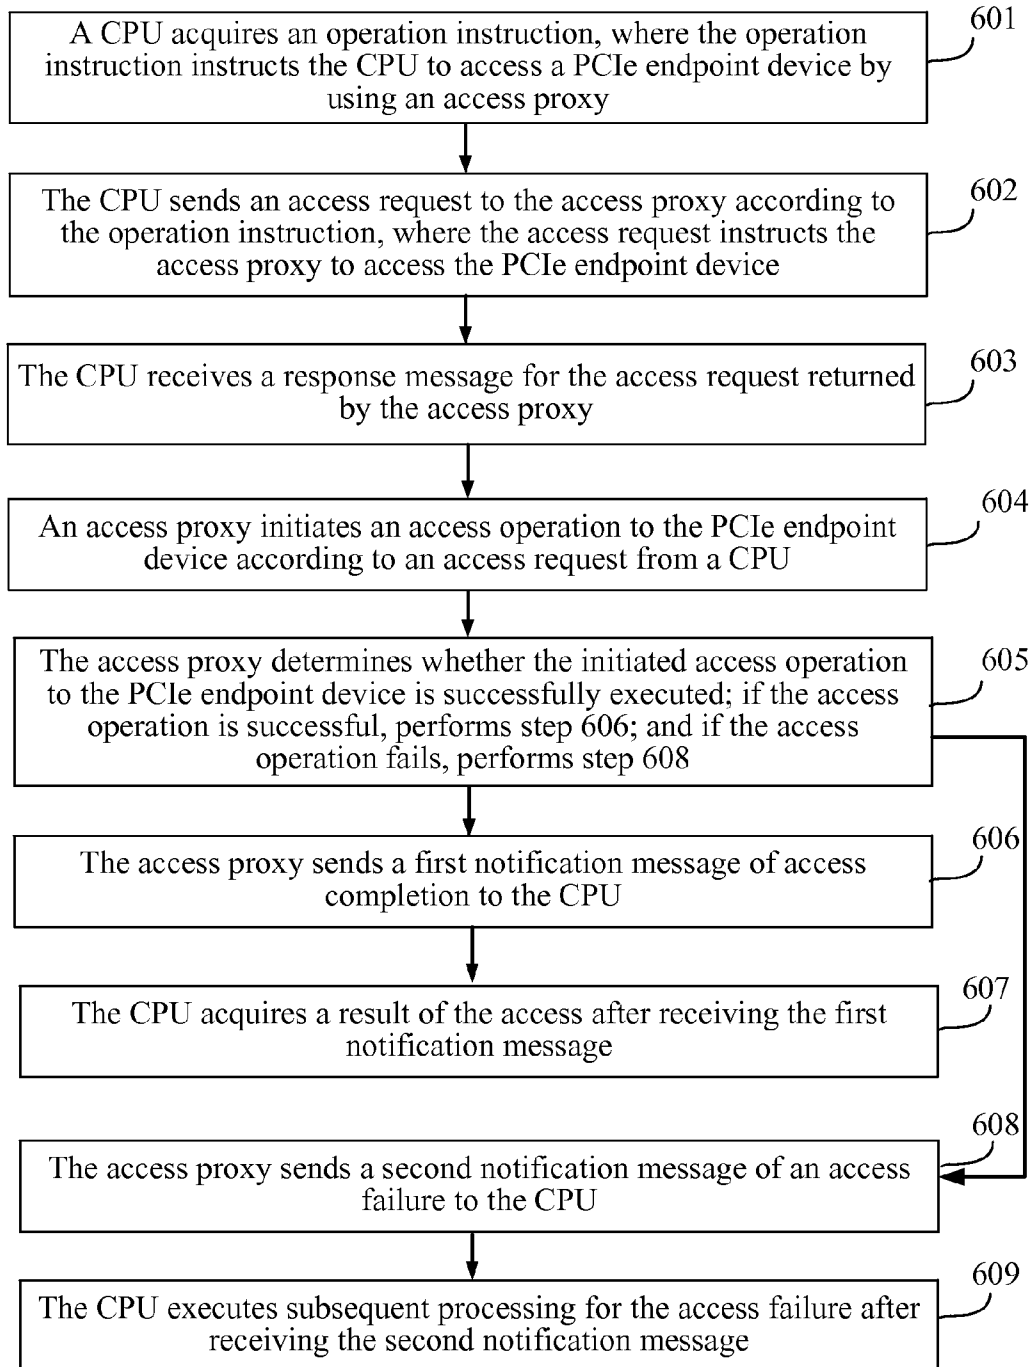 601
A CPU acquires an operation instruction, where the operation
instruction instructs the CPU to access a PCIe endpoint device by
using an access proxy
602
The CPU sends an access request to the access proxy according to
the operation instruction, where the access request instructs the
access proxy to access the PCIe endpoint device
603
The CPU receives a response message for the access request returned
by the access proxy
604
An access proxy initiates an access operation to the PCIe endpoint
device according to an access request from a CPU
605
The access proxy determines whether the initiated access operation
to the PCIe endpoint device is successfully executed; if the access
operation is successful, performs step 606; and if the access
operation fails, performs step 608
606
The access proxy sends a first notification message of access
completion to the CPU
607
The CPU acquires a result of the access after receiving the first
notification message
608
The access proxy sends a second notification message of an access
failure to the CPU
609
The CPU executes subsequent processing for the access failure after
receiving the second notification message